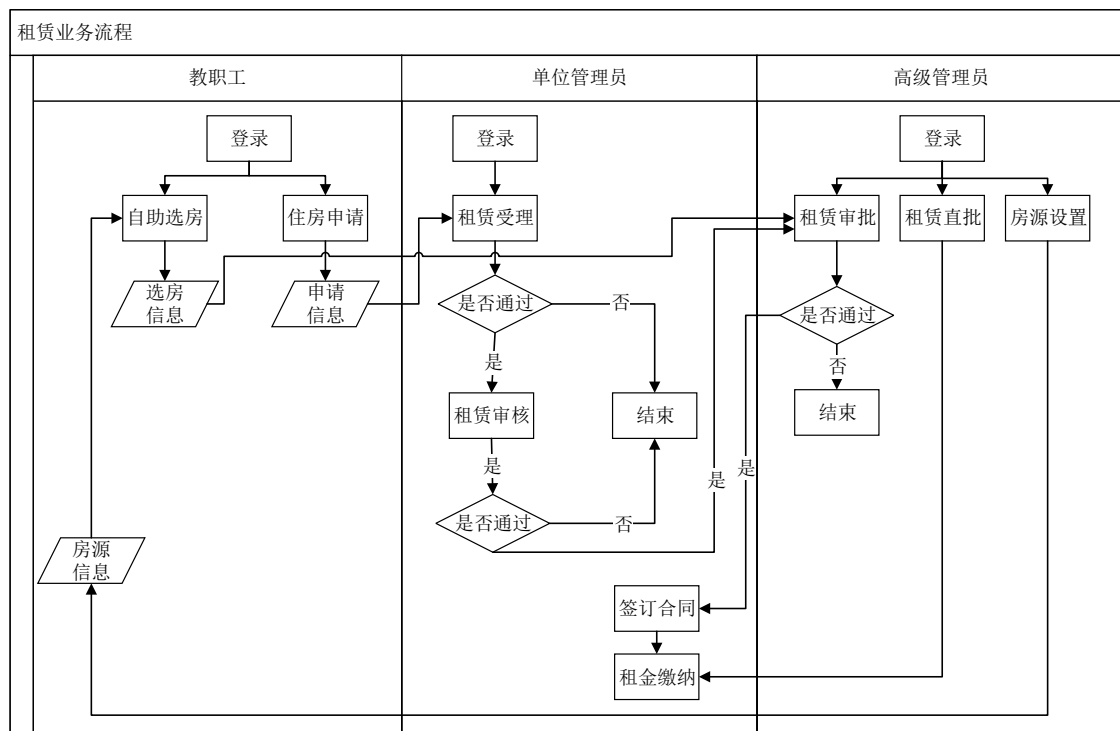 租赁业务流程
教职工
单位管理员
高级管理员
登录
登录
登录
自助选房
住房申请
租赁受理
租赁审批
租赁直批
房源设置
选房
信息
申请
信息
是否通过
否
是否通过
是
否
租赁审核
结束
结束
是
是
是
是否通过
否
房源
信息
签订合同
租金缴纳